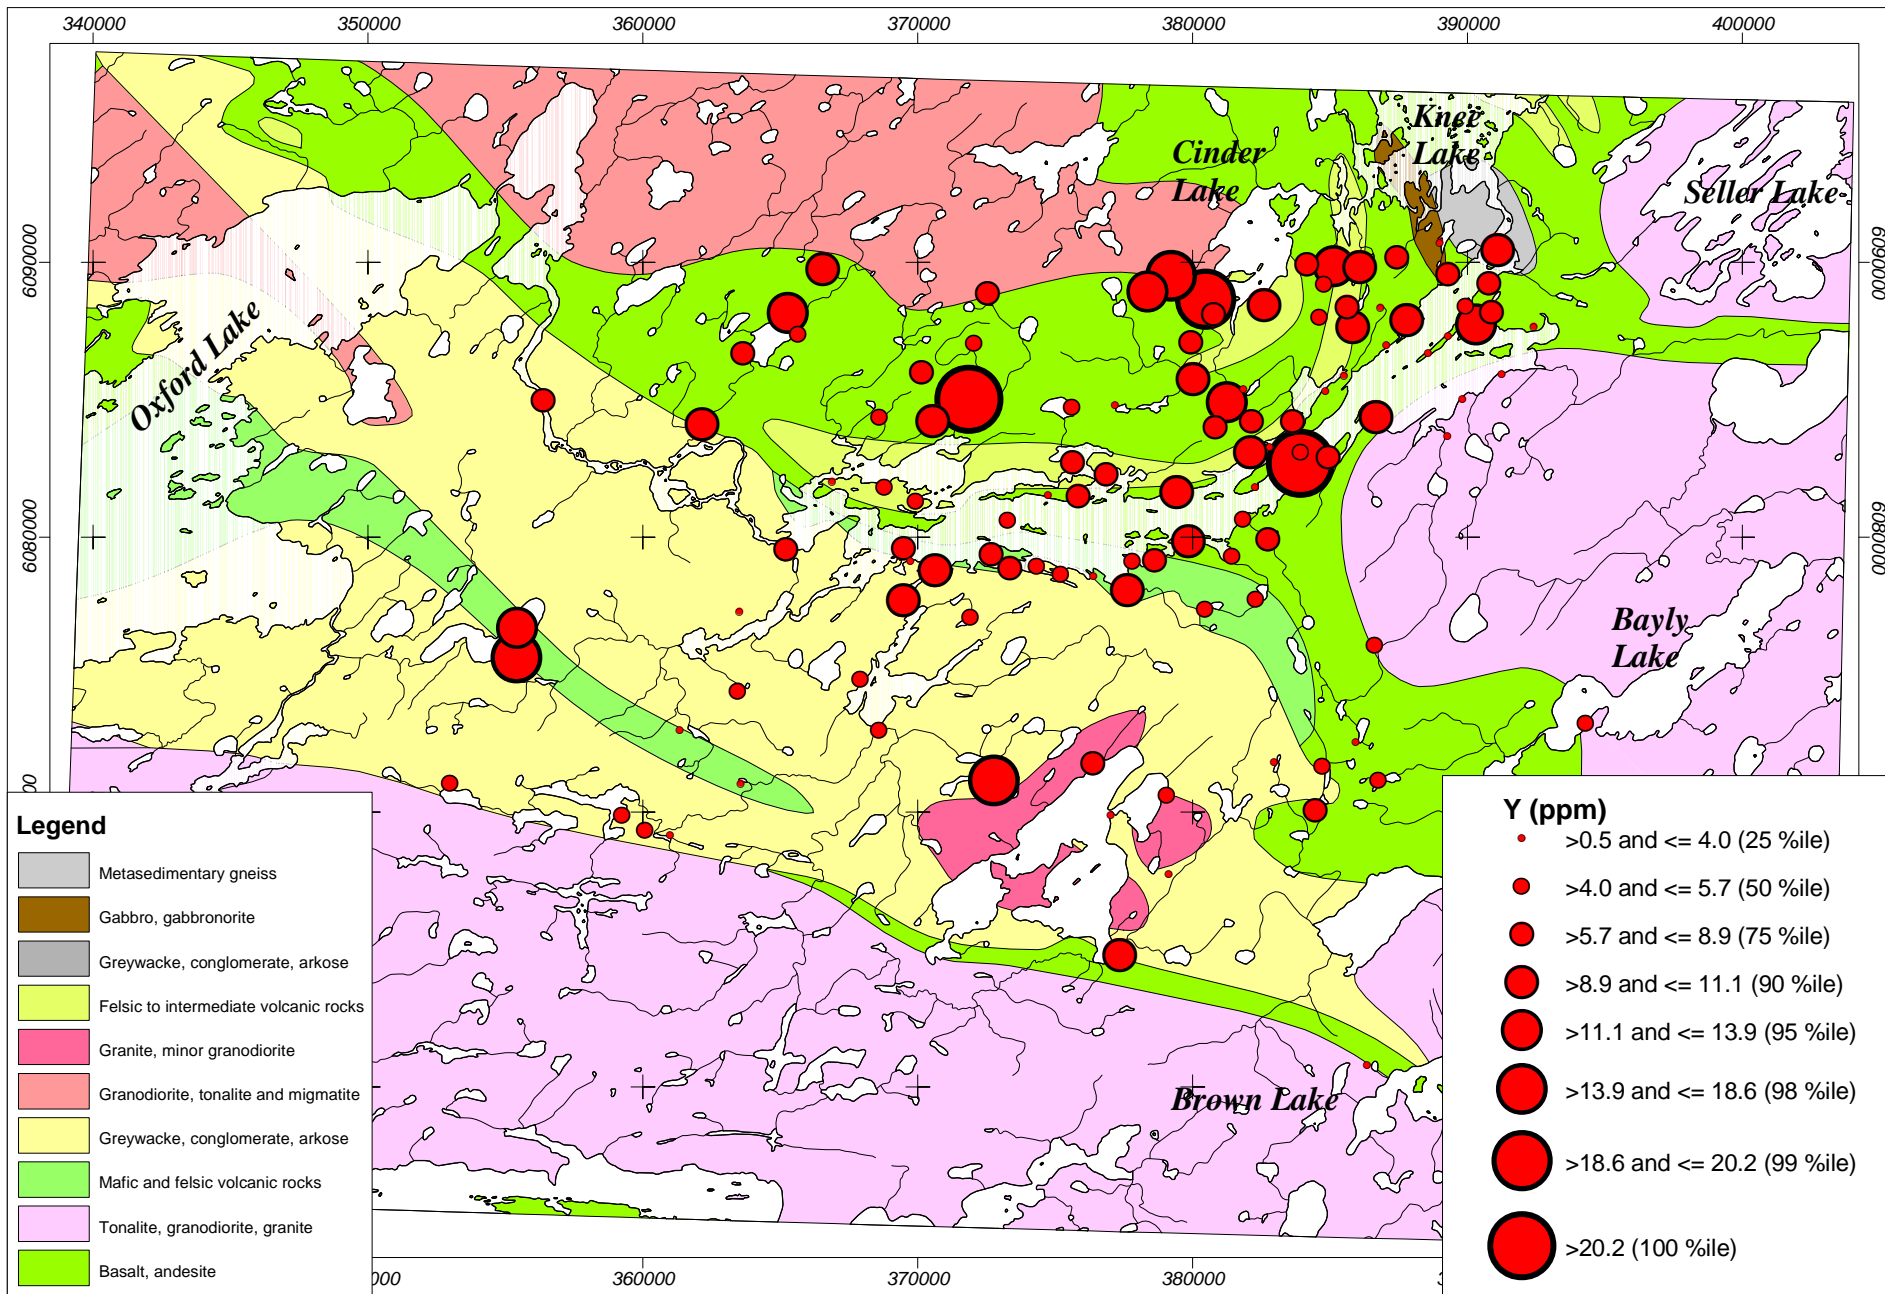 340000
350000
360000
370000
380000
390000
400000
Knee
Lake
Cinder
Lake
Seller Lake
6090000
6090000
Oxford Lake
6080000
6080000
Bayly
Lake
Brown Lake
Legend
Metasedimentary gneiss
Gabbro, gabbronorite
Greywacke, conglomerate, arkose
Felsic to intermediate volcanic rocks
Granite, minor granodiorite
Granodiorite, tonalite and migmatite
Greywacke, conglomerate, arkose
Mafic and felsic volcanic rocks
Tonalite, granodiorite, granite
Basalt, andesite
Y (ppm)
>0.5 and <= 4.0 (25 %ile)
>4.0 and <= 5.7 (50 %ile)
>5.7 and <= 8.9 (75 %ile)
>8.9 and <= 11.1 (90 %ile)
>11.1 and <= 13.9 (95 %ile)
>13.9 and <= 18.6 (98 %ile)
>18.6 and <= 20.2 (99 %ile)
>20.2 (100 %ile)
360000
370000
380000